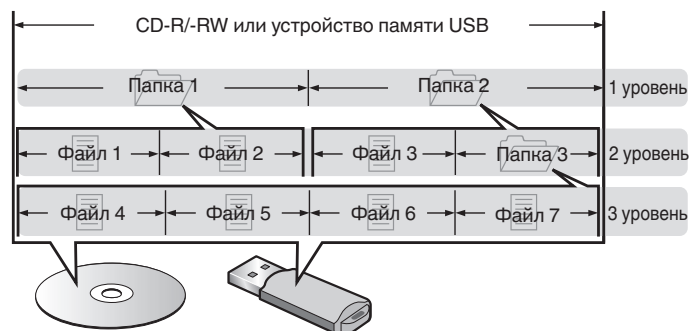 CD-R/-RW или устройство памяти USB
Папка 1 Папка 2 1 уровень
Файл 1 Файл 2 Файл 3 Папка 3 2 уровень
Файл 4 Файл 5 Файл 6 Файл 7 3 уровень